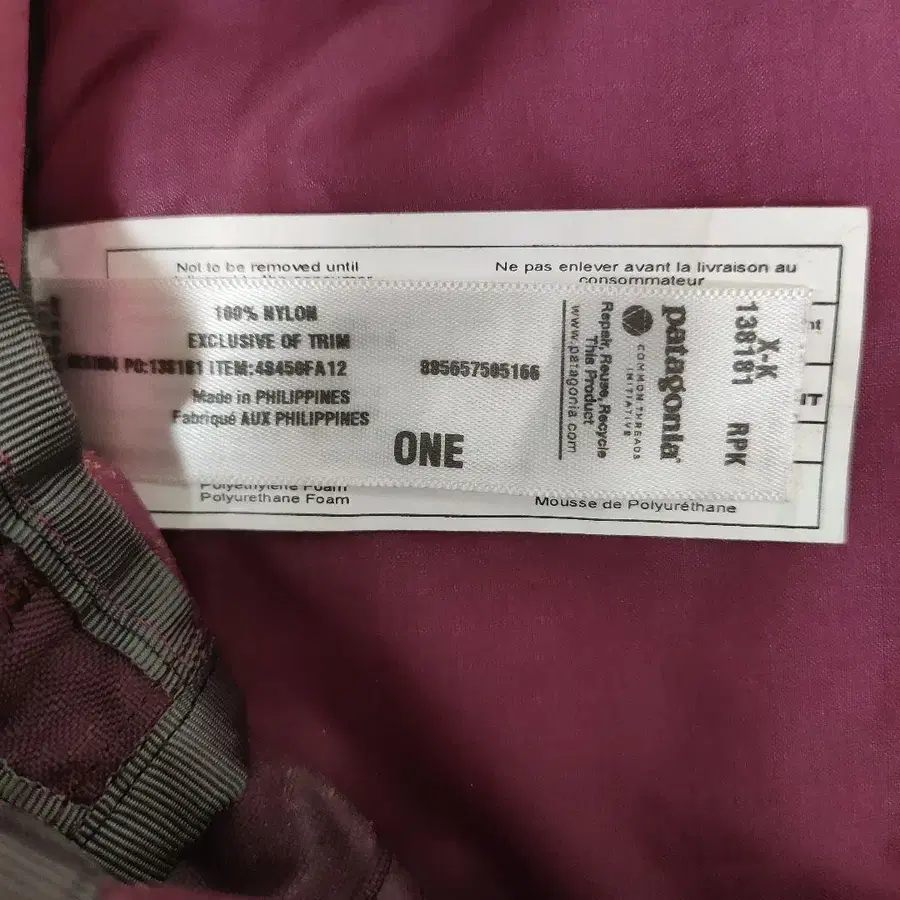 Not to be removed until
Ne pas enlever avant la livraison au
consommateur
100% NYLON
EXCLUSIVE OF TRIM
PO:138181 ITEM:48456FA12
885657505166
Made in PHILIPPINES
Fabriqué AUX PHILIPPINES
ONE
Repair, Reuse, Recycle
This Product
www.patagonia.com
COMMON THREADS
INITIATIVE
patagonia
X-K
138181 RPK
Polyethylene Foam
Polyurethane Foam
Mousse de Polyuréthane